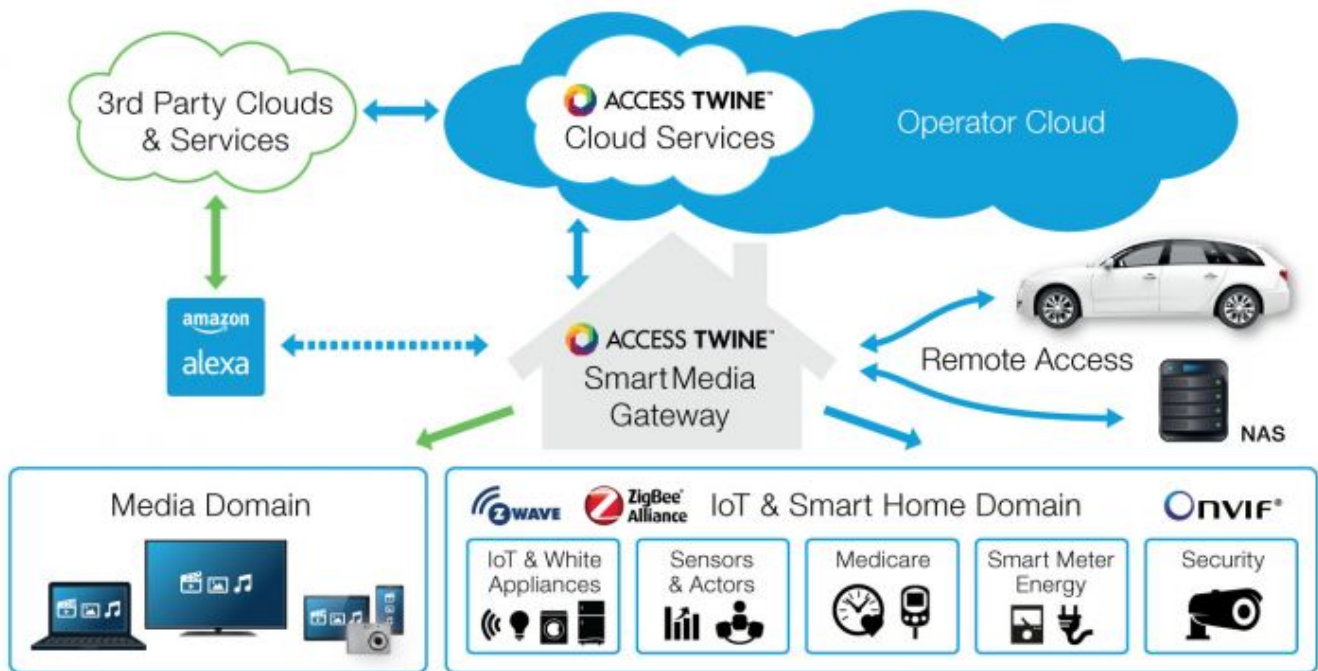 3rd Party Clouds
& Services
ACCESS TWINE™
Cloud Services
Operator Cloud
amazon
alexa
ACCESS TWINE™
Smart Media
Gateway
Remote Access
NAS
Media Domain
Z WAVE
ZigBee®
Alliance
IoT & Smart Home Domain
ONVIF®
IoT & White
Appliances
Sensors
& Actors
Medicare
Smart Meter
Energy
Security